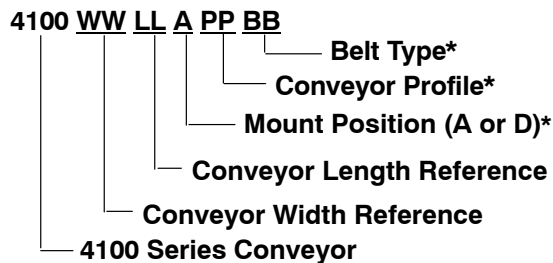 4100 WW LL A PP BB
Belt Type*
Conveyor Profile*
Mount Position (A or D)*
Conveyor Length Reference
Conveyor Width Reference
4100 Series Conveyor